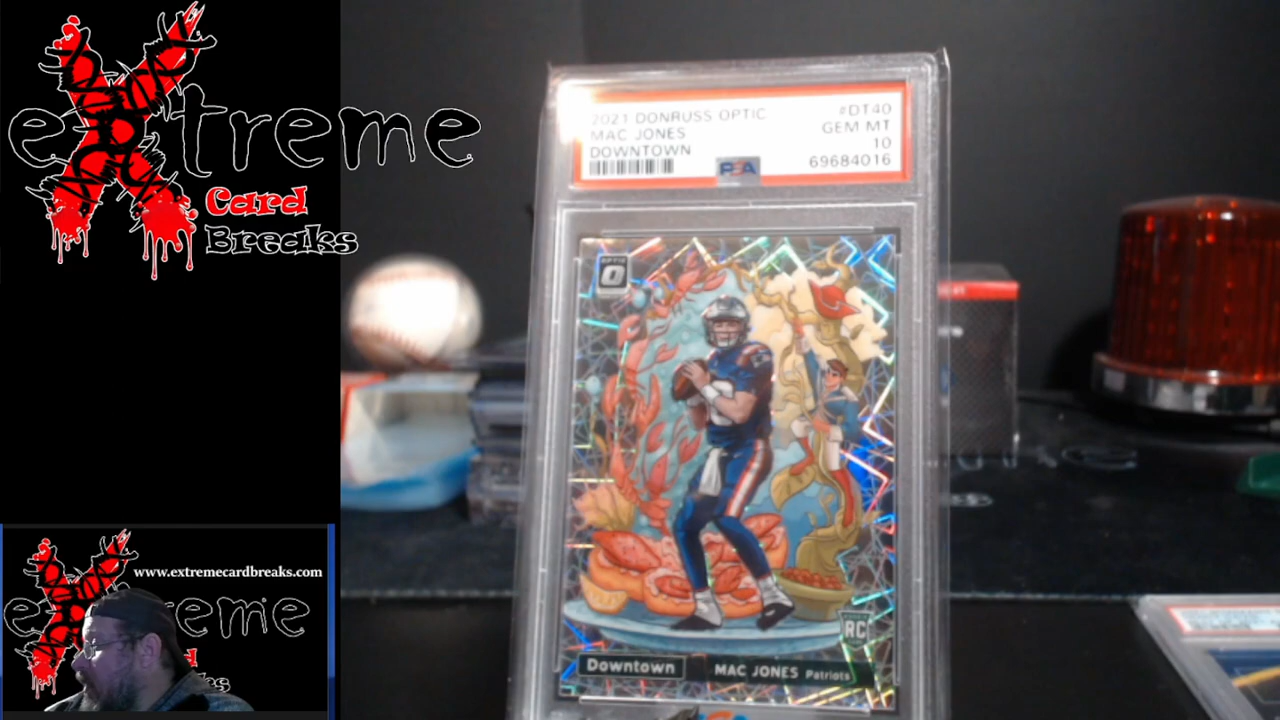 eXtreme
Card
Breaks
2021 DONRUSS OPTIC #DT40
MAC JONES GEM MT
DOWNTOWN 10
PSA 69684016
OPTIC
O
RC
Downtown MAC JONES Patriots
www.extremecardbreaks.com